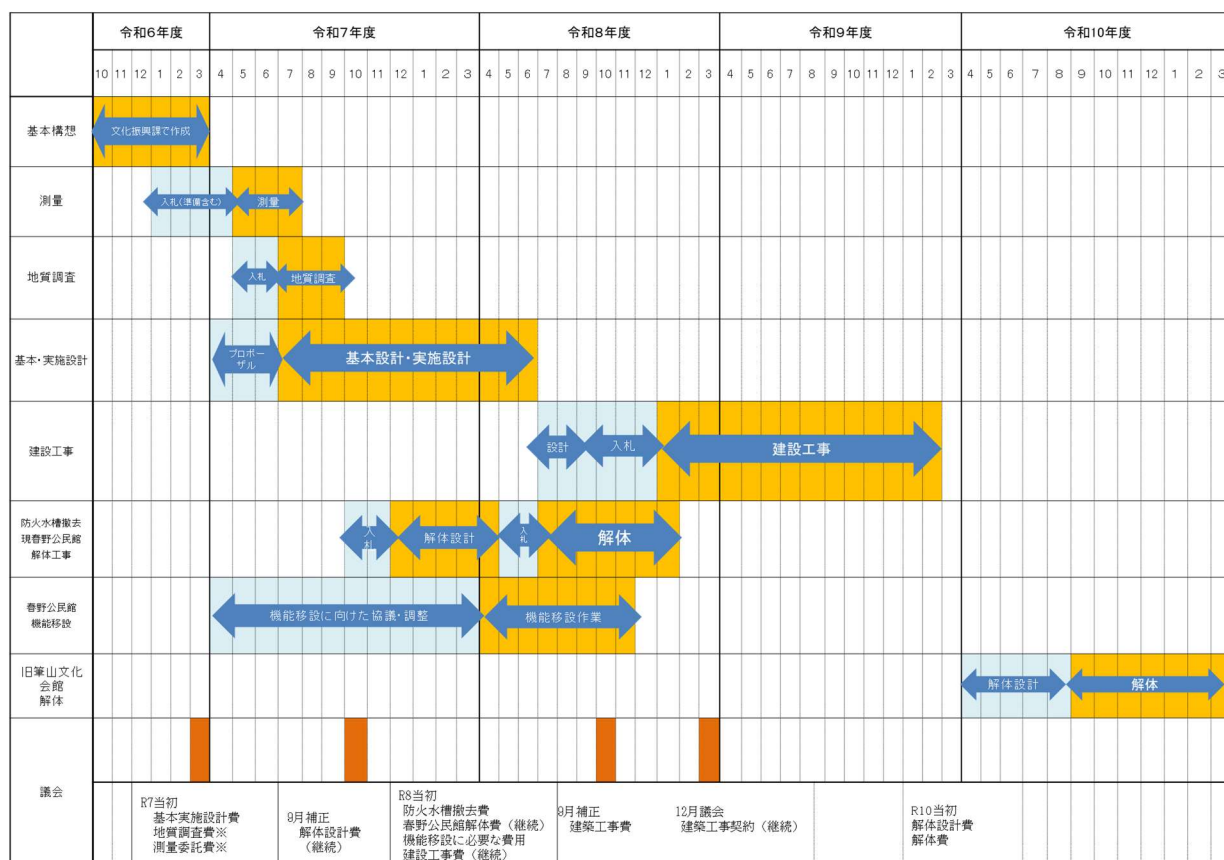 令和6年度 令和7年度 令和8年度 令和9年度 令和10年度
10 11 12 1 2 3 4 5 6 7 8 9 10 11 12 1 2 3 4 5 6 7 8 9 10 11 12 1 2 3 4 5 6 7 8 9 10 11 12 1 2 3 4 5 6 7 8 9 10 11 12 1 2 3
基本構想
文化振興課で作成
測量
入札(準備含む) 測量
地質調査
入札 地質調査
基本・実施設計
プロポー
ザル
基本設計・実施設計
建設工事
設計 入札 建設工事
防火水槽撤去
現春野公民館
解体工事
入札 解体設計 入札 解体
春野公民館
機能移設
機能移設に向けた協議・調整 機能移設作業
旧筆山文化
会館
解体
解体設計 解体
議会
R7当初
基本実施設計費
地質調査費※
測量委託費※
9月補正
解体設計費
(継続)
R8当初
防火水槽撤去費
春野公民館解体費(継続)
機能移設に必要な費用
建設工事費(継続)
9月補正
建築工事費
12月議会
建築工事契約(継続)
R10当初
解体設計費
解体費